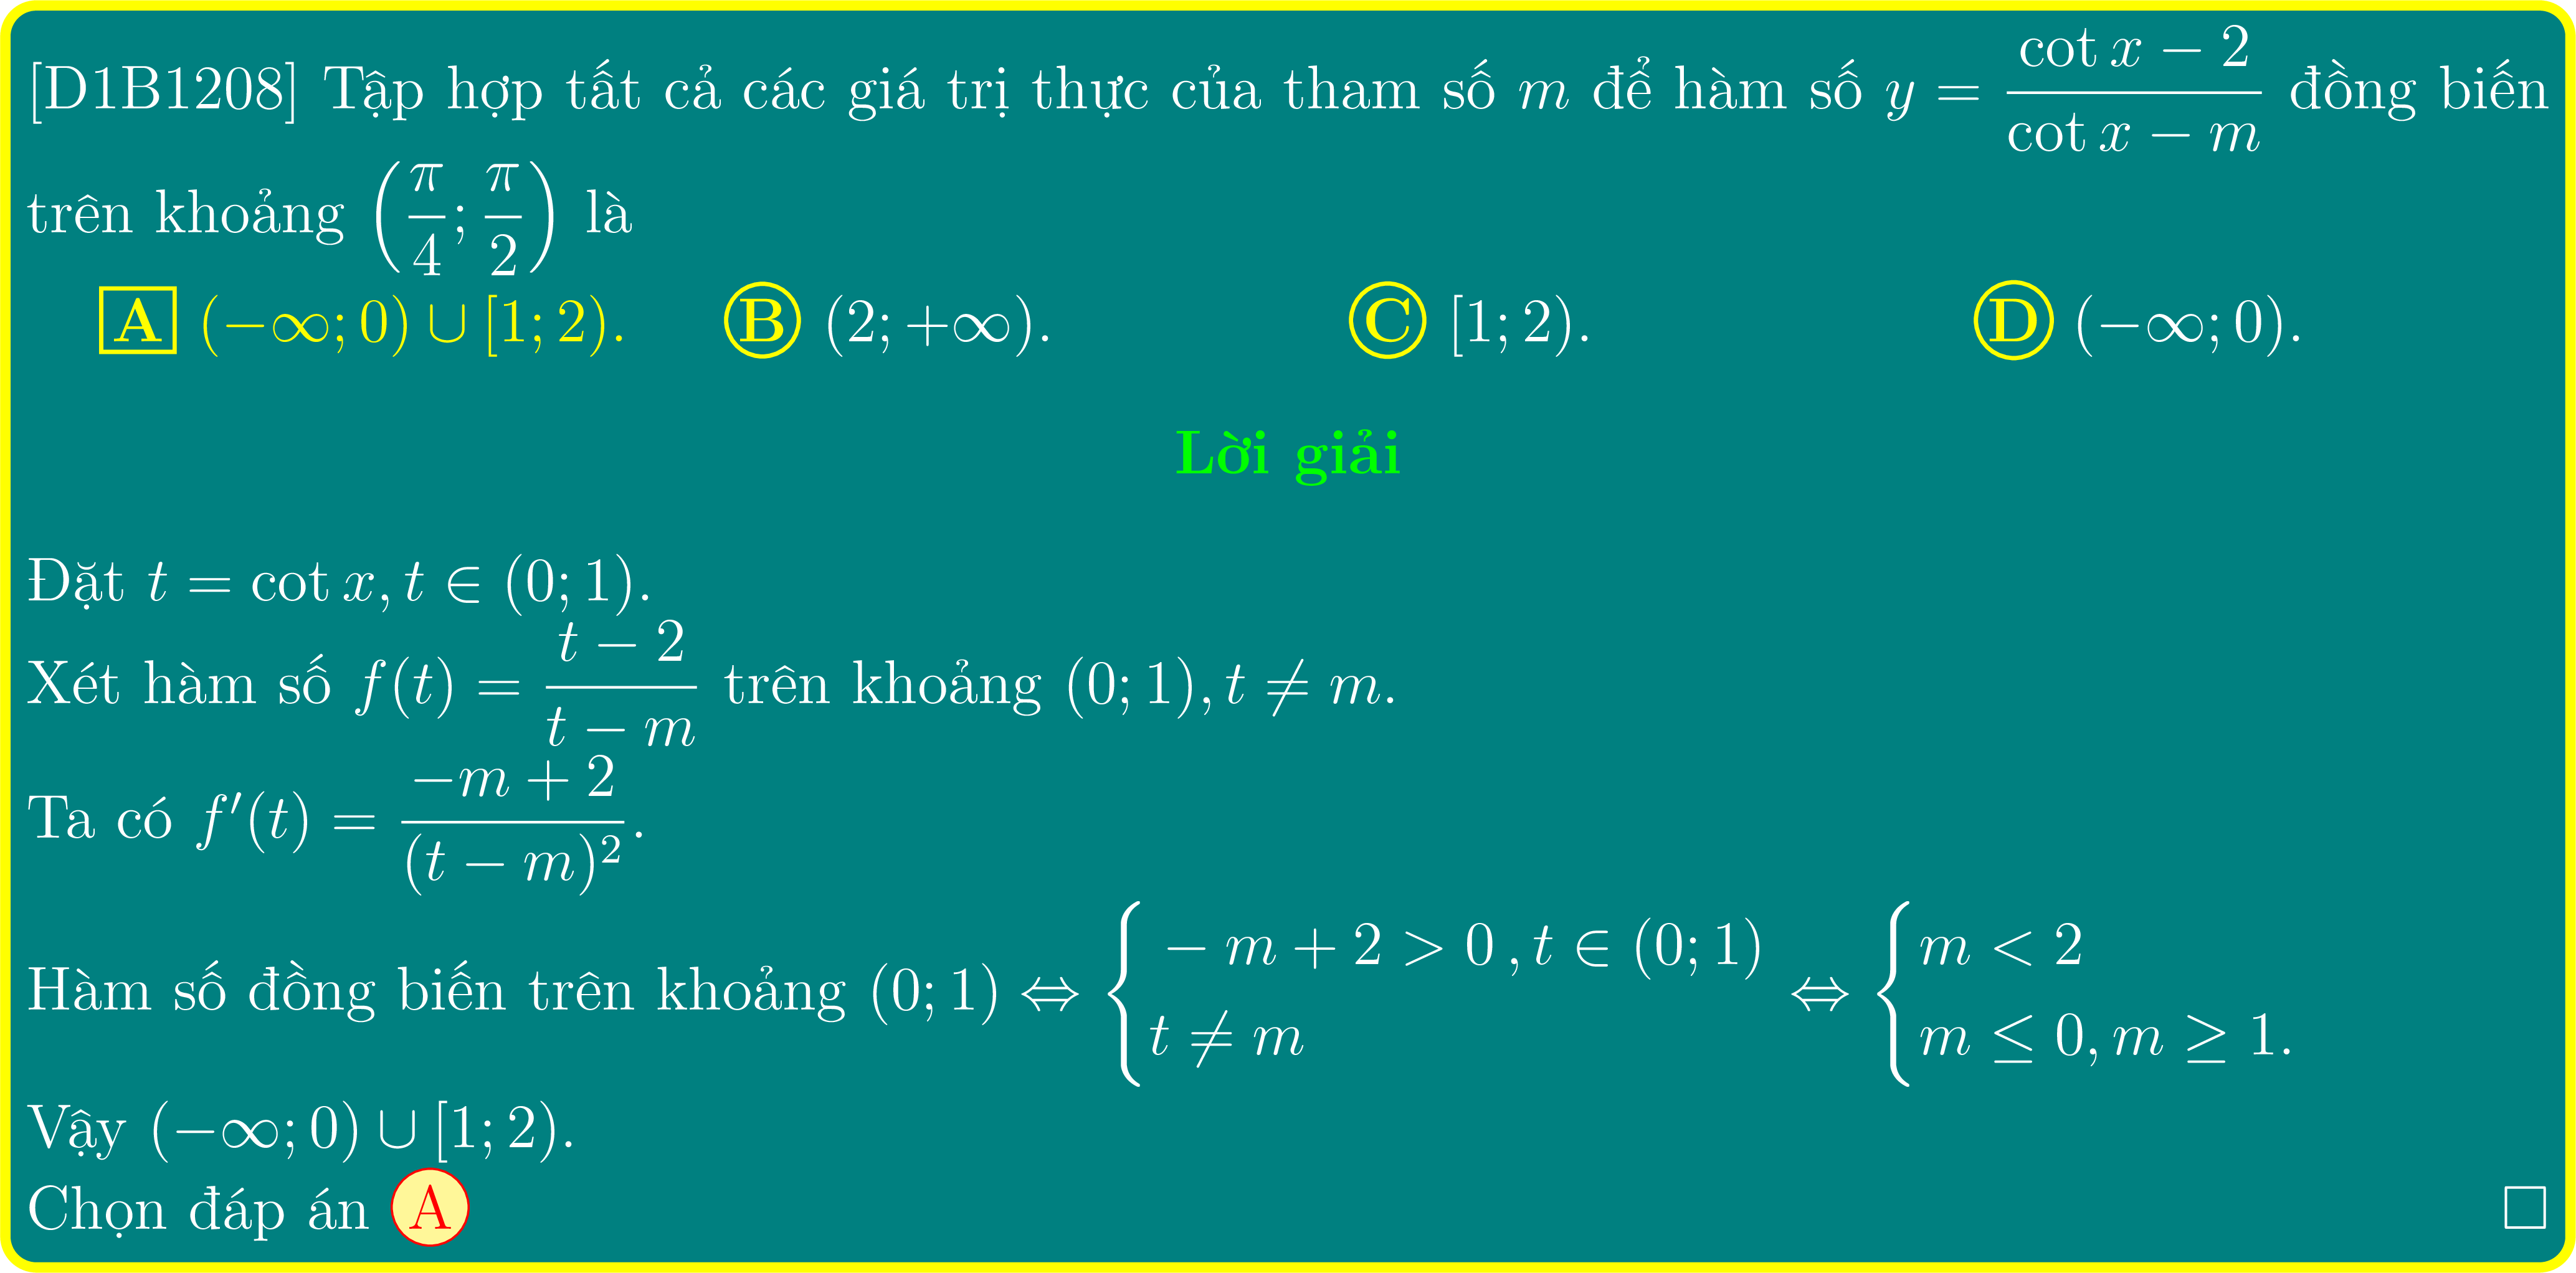 [D1B1208] Tập hợp tất cả các giá trị thực của tham số $m$ để hàm số $y = \dfrac{\cot x - 2}{\cot x - m}$ đồng biến
trên khoảng $\left(\dfrac{\pi}{4}; \dfrac{\pi}{2}\right)$ là
A $(-\infty; 0) \cup [1; 2)$. B $(2; +\infty)$. C $[1; 2)$. D $(-\infty; 0)$.
Lời giải
Đặt $t = \cot x, t \in (0; 1)$.
Xét hàm số $f(t) = \dfrac{t - 2}{t - m}$ trên khoảng $(0; 1), t \neq m$.
Ta có $f'(t) = \dfrac{-m + 2}{(t - m)^2}$.
Hàm số đồng biến trên khoảng $(0; 1) \Leftrightarrow \begin{cases} -m + 2 > 0, t \in (0; 1) \\ t \neq m \end{cases} \Leftrightarrow \begin{cases} m < 2 \\ m \leq 0, m \geq 1. \end{cases}$
Vậy $(-\infty; 0) \cup [1; 2)$.
Chọn đáp án A □